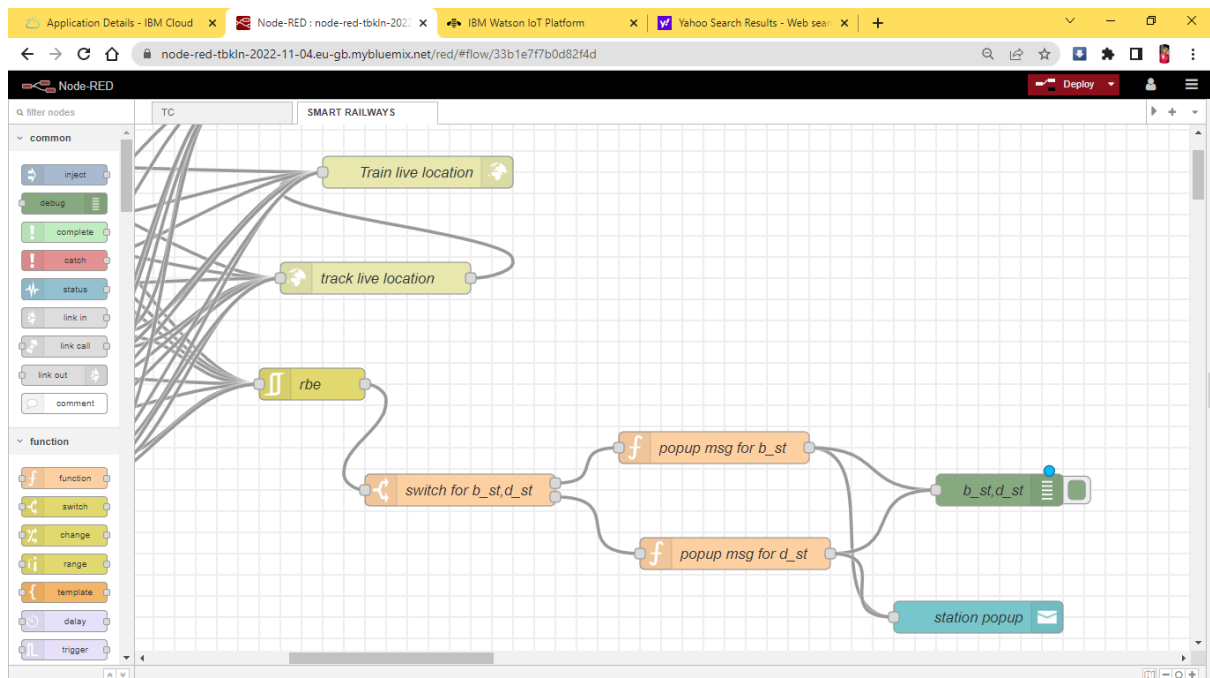 Application Details - IBM Cloud
Node-RED : node-red-tbkln-2022
IBM Watson IoT Platform
Yahoo Search Results - Web sear
node-red-tbkln-2022-11-04.eu-gb.mybluemix.net/red/#flow/33b1e7f7b0d82f4d
Node-RED
Deploy
filter nodes
TC
SMART RAILWAYS
common
inject
debug
complete
catch
status
link in
link call
link out
comment
function
function
switch
change
range
template
delay
trigger
Train live location
track live location
rbe
switch for b_st,d_st
popup msg for b_st
popup msg for d_st
b_st,d_st
station popup